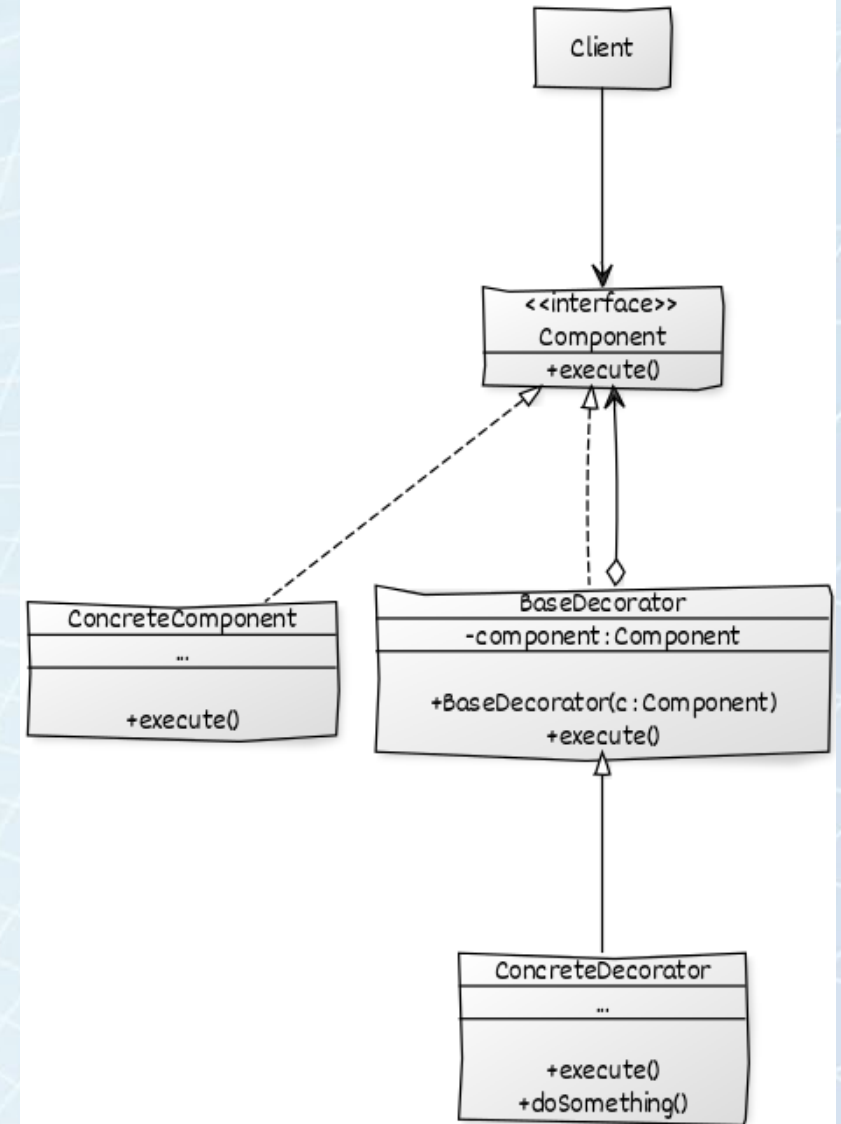 Client
<<interface>>
Component
+execute()
ConcreteComponent
...
+execute()
BaseDecorator
-component : Component
+BaseDecorator(c : Component)
+execute()
ConcreteDecorator
...
+execute()
+doSomething()